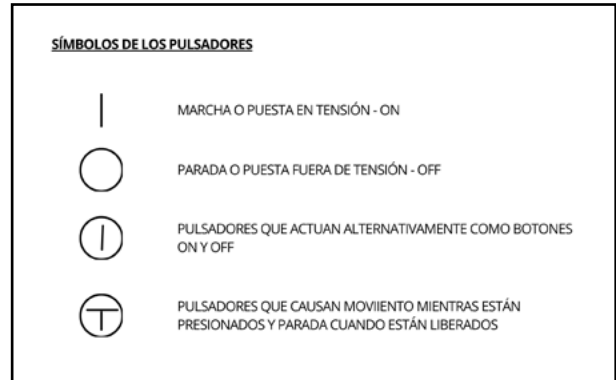 SÍMBOLOS DE LOS PULSADORES
MARCHA O PUESTA EN TENSIÓN - ON
PARADA O PUESTA FUERA DE TENSIÓN - OFF
PULSADORES QUE ACTUAN ALTERNATIVAMENTE COMO BOTONES
ON Y OFF
PULSADORES QUE CAUSAN MOVIIENTO MIENTRAS ESTÁN
PRESIONADOS Y PARADA CUANDO ESTÁN LIBERADOS